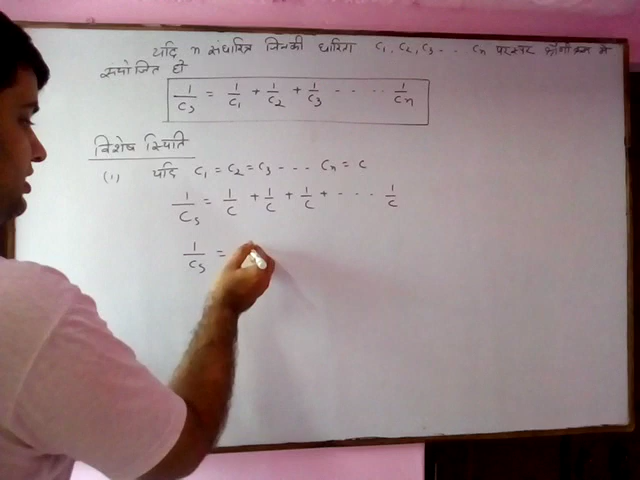 यदि n संधारित्र जिनकी धारिता C₁, C₂, C₃ - - - Cₙ परस्पर श्रेणीक्रम में
संयोजित हो
1/Cₛ = 1/C₁ + 1/C₂ + 1/C₃ - - - - - 1/Cₙ
विशेष स्थिति
(1) यदि C₁ = C₂ = C₃ - - - - Cₙ = C
1/Cₛ = 1/C + 1/C + 1/C + - - - - 1/C
1/Cₛ =